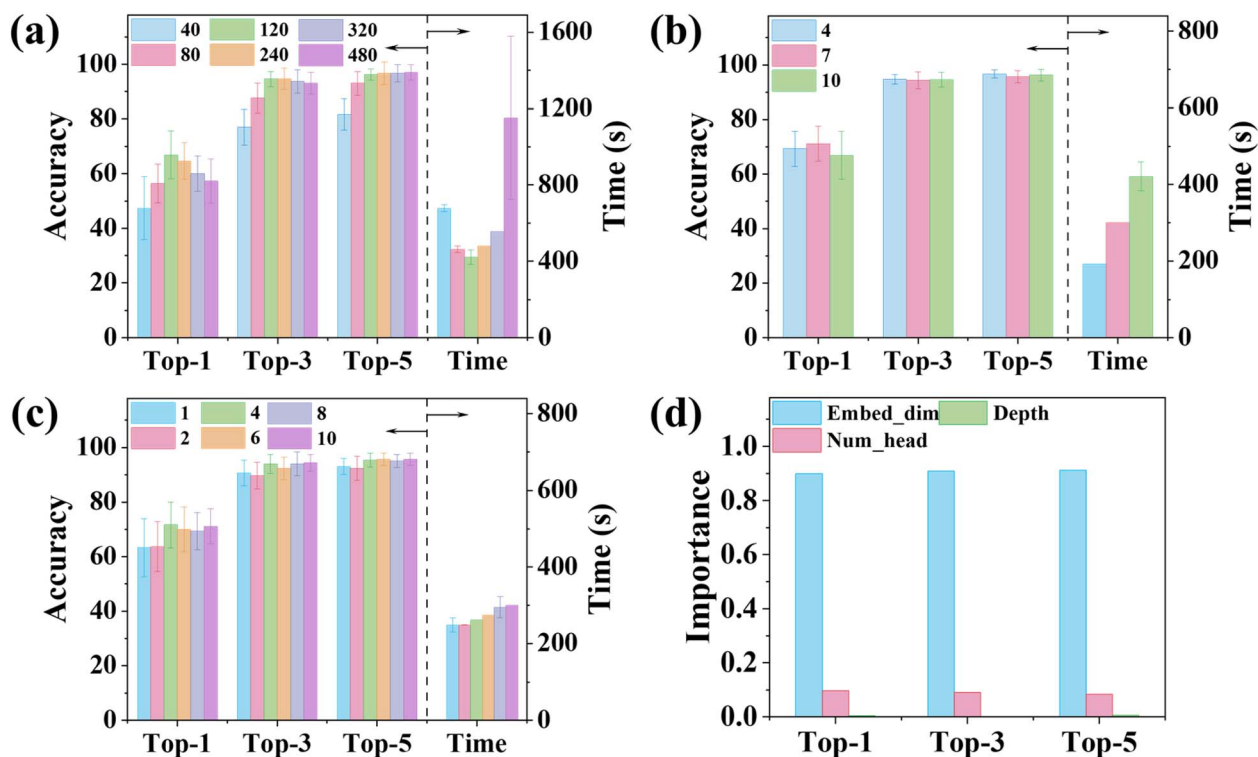 (a)
40 120 320
80 240 480
Accuracy
100
80
60
40
20
0
Top-1 Top-3 Top-5 Time
1600
1200
800
400
0
Time (s)
(b)
4
7
10
Accuracy
100
80
60
40
20
0
Top-1 Top-3 Top-5 Time
800
600
400
200
0
Time (s)
(c)
1 4 8
2 6 10
Accuracy
100
80
60
40
20
0
Top-1 Top-3 Top-5 Time
800
600
400
200
0
Time (s)
(d)
Embed_dim Depth
Num_head
Importance
1.0
0.8
0.6
0.4
0.2
0.0
Top-1 Top-3 Top-5